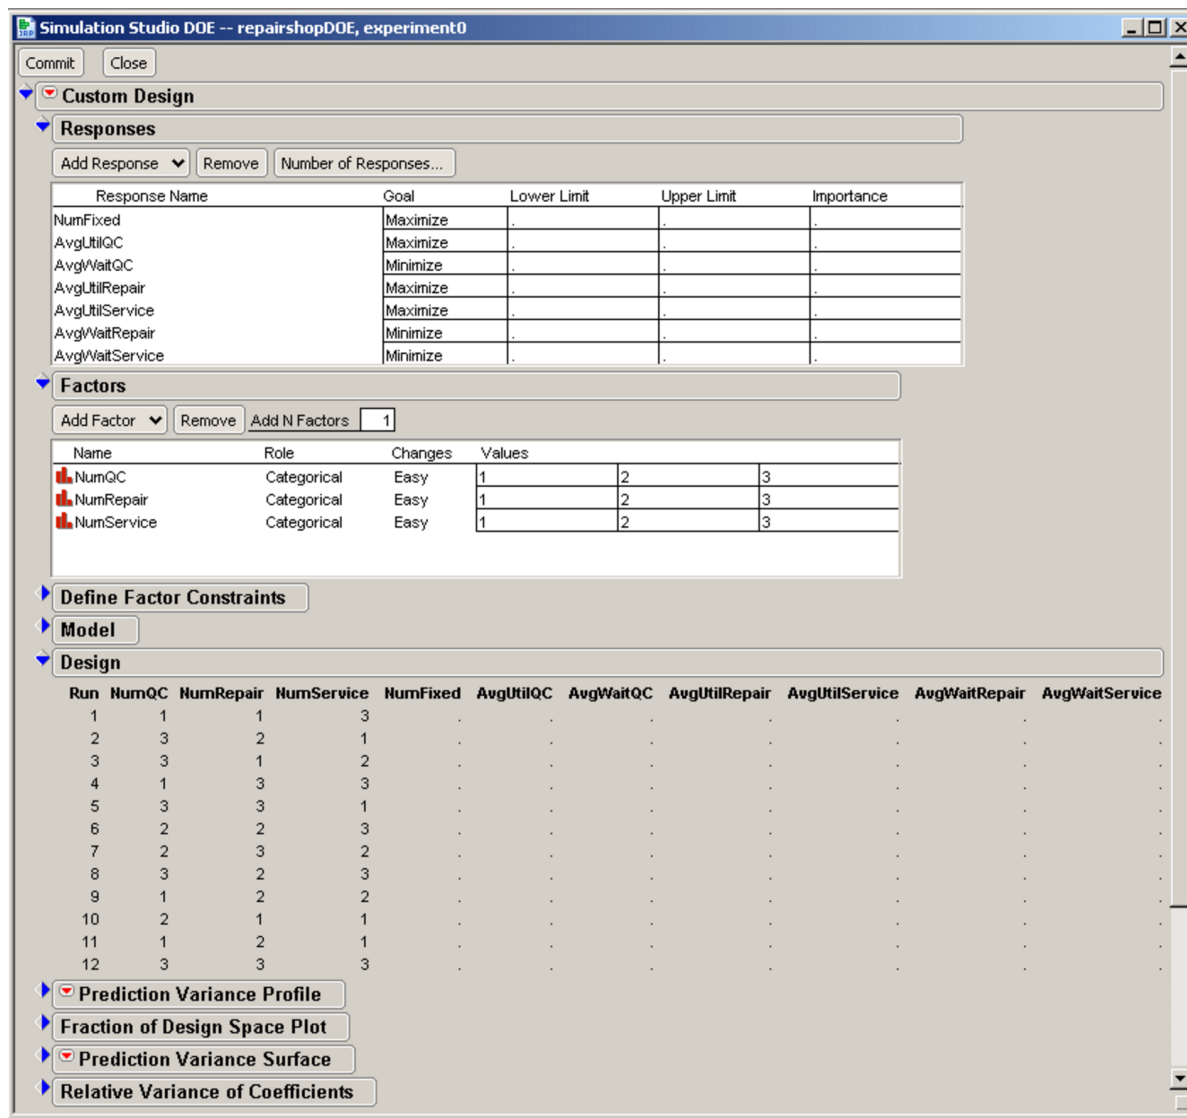 Simulation Studio DOE -- repairshopDOE, experiment0
Commit Close
Custom Design
Responses
Add Response Remove Number of Responses...
Response Name Goal Lower Limit Upper Limit Importance
NumFixed Maximize . . .
AvgUtilQC Maximize . . .
AvgWaitQC Minimize . . .
AvgUtilRepair Maximize . . .
AvgUtilService Maximize . . .
AvgWaitRepair Minimize . . .
AvgWaitService Minimize . . .
Factors
Add Factor Remove Add N Factors 1
Name Role Changes Values
NumQC Categorical Easy 1 2 3
NumRepair Categorical Easy 1 2 3
NumService Categorical Easy 1 2 3
Define Factor Constraints
Model
Design
Run NumQC NumRepair NumService NumFixed AvgUtilQC AvgWaitQC AvgUtilRepair AvgUtilService AvgWaitRepair AvgWaitService
1 1 1 3 . . . . . . .
2 3 2 1 . . . . . . .
3 3 1 2 . . . . . . .
4 1 3 3 . . . . . . .
5 3 3 1 . . . . . . .
6 2 2 3 . . . . . . .
7 2 3 2 . . . . . . .
8 3 2 3 . . . . . . .
9 1 2 2 . . . . . . .
10 2 1 1 . . . . . . .
11 1 2 1 . . . . . . .
12 3 3 3 . . . . . . .
Prediction Variance Profile
Fraction of Design Space Plot
Prediction Variance Surface
Relative Variance of Coefficients